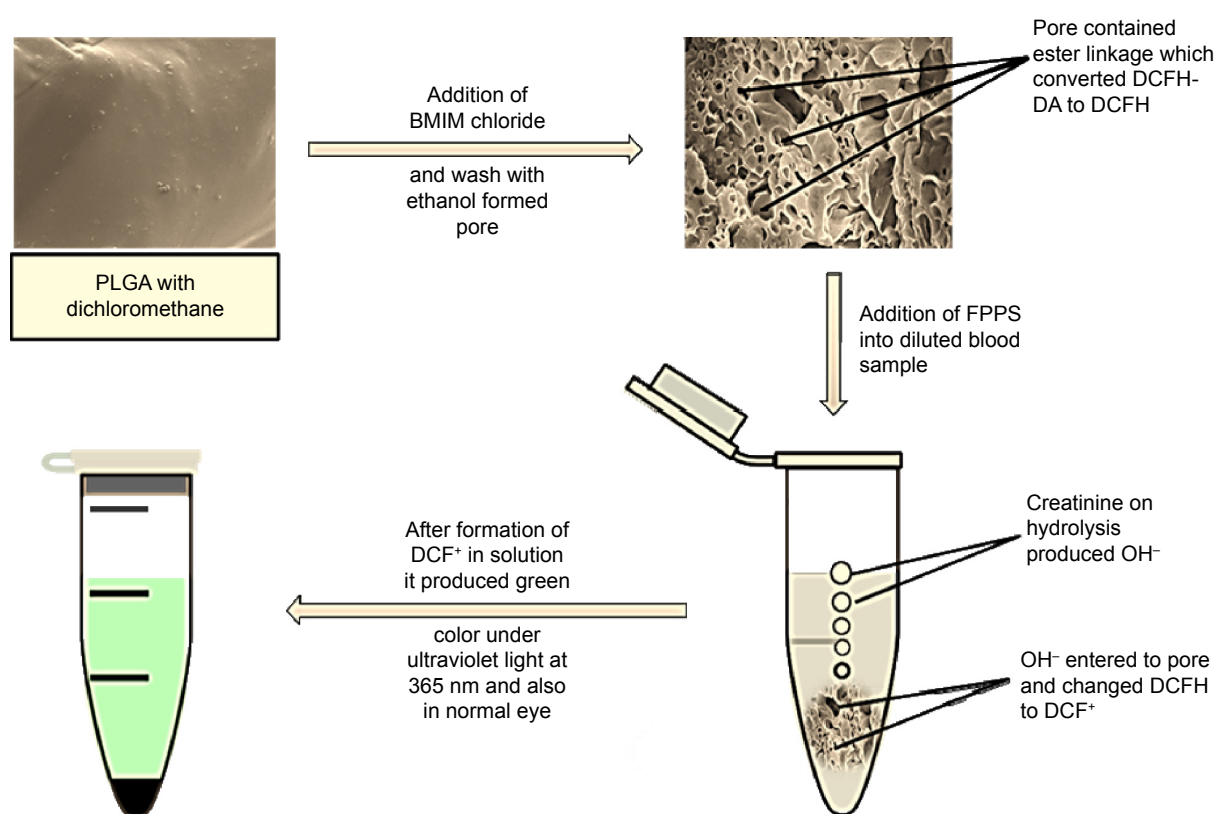 Addition of
BMIM chloride
and wash with
ethanol formed
pore
Pore contained
ester linkage which
converted DCFH-
DA to DCFH
PLGA with
dichloromethane
Addition of FPPS
into diluted blood
sample
Creatinine on
hydrolysis
produced OH⁻
OH⁻ entered to pore
and changed DCFH
to DCF⁺
After formation of
DCF⁺ in solution
it produced green
color under
ultraviolet light at
365 nm and also
in normal eye